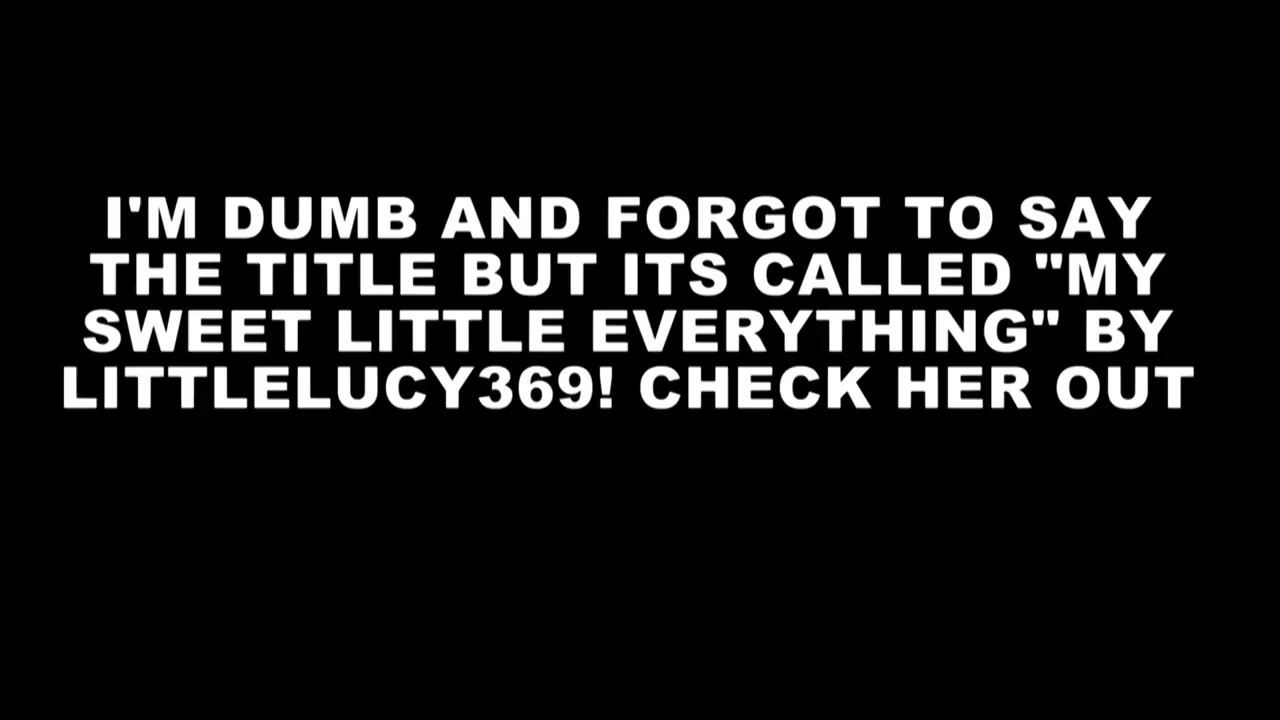 I'M DUMB AND FORGOT TO SAY
THE TITLE BUT ITS CALLED "MY
SWEET LITTLE EVERYTHING" BY
LITTLELUCY369! CHECK HER OUT